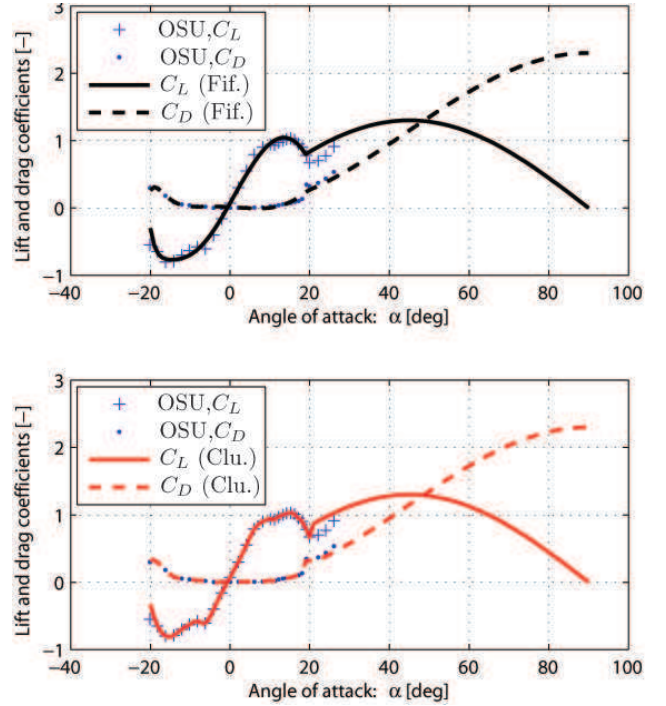 3
2
1
0
−1
Lift and drag coefficients [−]
OSU,C_L
OSU,C_D
C_L (Fif.)
C_D (Fif.)
−40 −20 0 20 40 60 80 100
Angle of attack: α [deg]
3
2
1
0
−1
Lift and drag coefficients [−]
OSU,C_L
OSU,C_D
C_L (Clu.)
C_D (Clu.)
−40 −20 0 20 40 60 80 100
Angle of attack: α [deg]